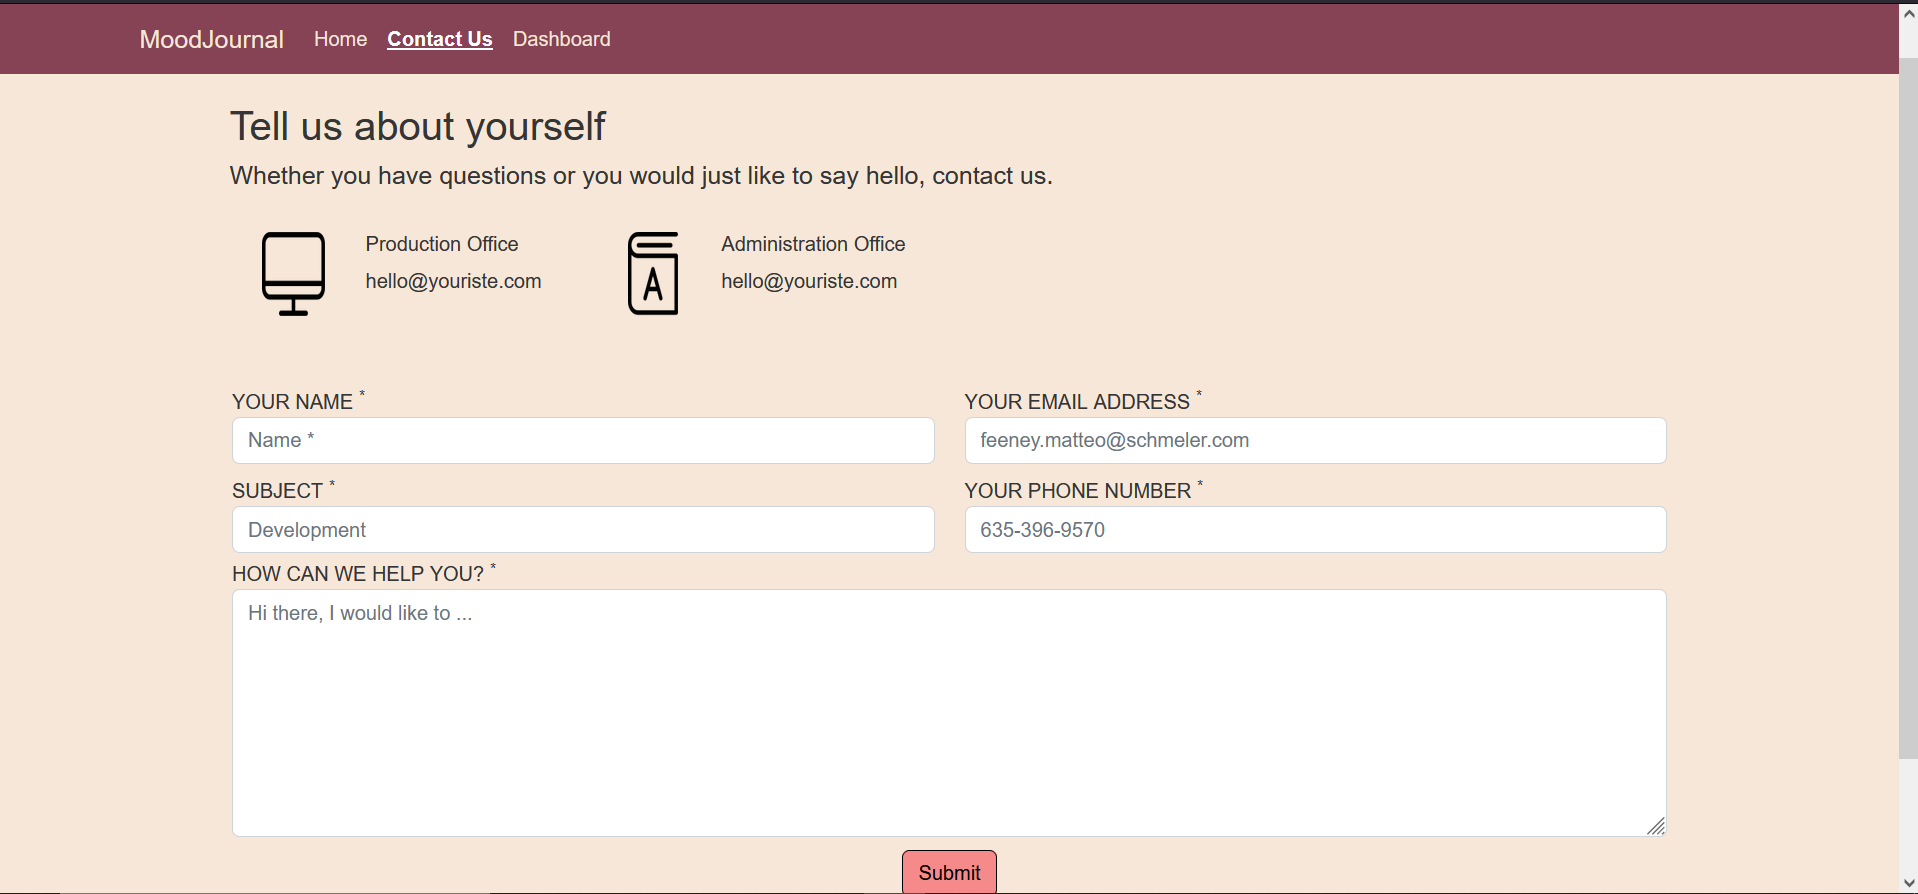 MoodJournal Home Contact Us Dashboard
Tell us about yourself
Whether you have questions or you would just like to say hello, contact us.
Production Office
hello@youriste.com
A
Administration Office
hello@youriste.com
YOUR NAME *
Name *
YOUR EMAIL ADDRESS *
feeney.matteo@schmeler.com
SUBJECT *
Development
YOUR PHONE NUMBER *
635-396-9570
HOW CAN WE HELP YOU? *
Hi there, I would like to ...
Submit